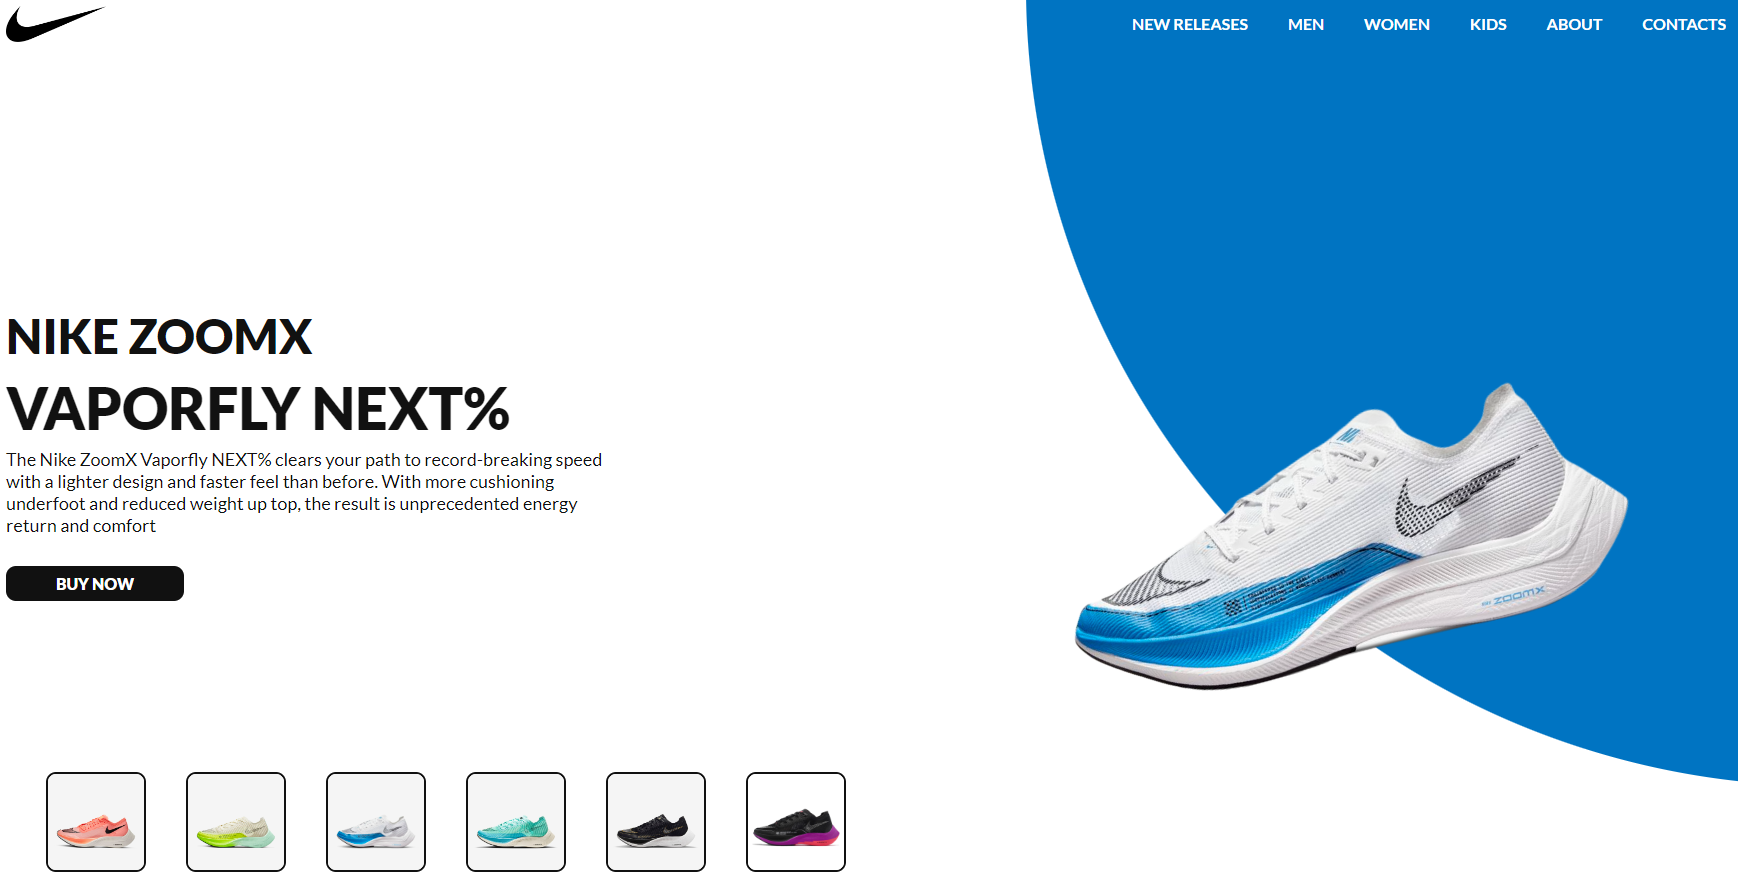 NEW RELEASES MEN WOMEN KIDS ABOUT CONTACTS
NIKE ZOOMX
VAPORFLY NEXT%
The Nike ZoomX Vaporfly NEXT% clears your path to record-breaking speed
with a lighter design and faster feel than before. With more cushioning
underfoot and reduced weight up top, the result is unprecedented energy
return and comfort
BUY NOW
ZOOMX